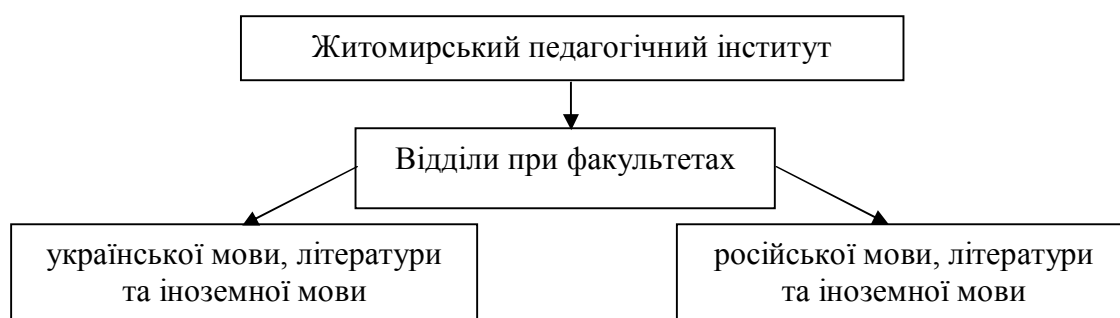 Житомирський педагогічний інститут
Відділи при факультетах
української мови, літератури
та іноземної мови
російської мови, літератури
та іноземної мови